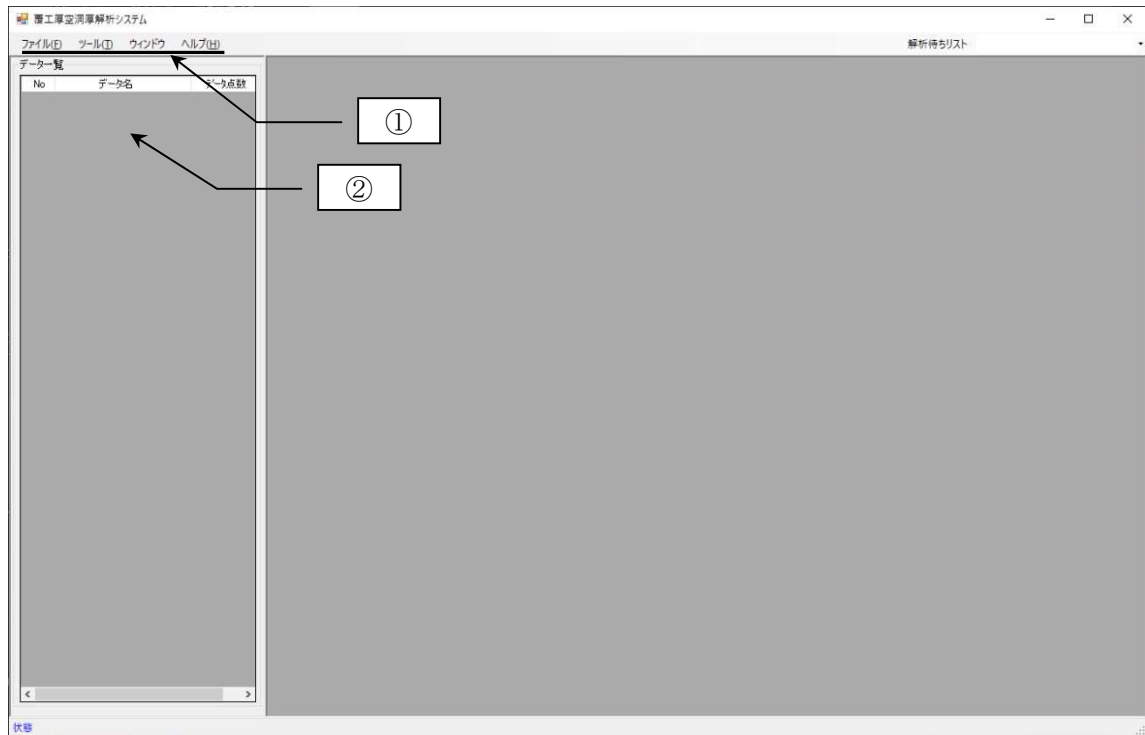 覆工厚空洞厚解析システム
ファイル(F) ツール(T) ウィンドウ ヘルプ(H) 解析待ちリスト
データ一覧
No データ名 データ点数
①
②
状態